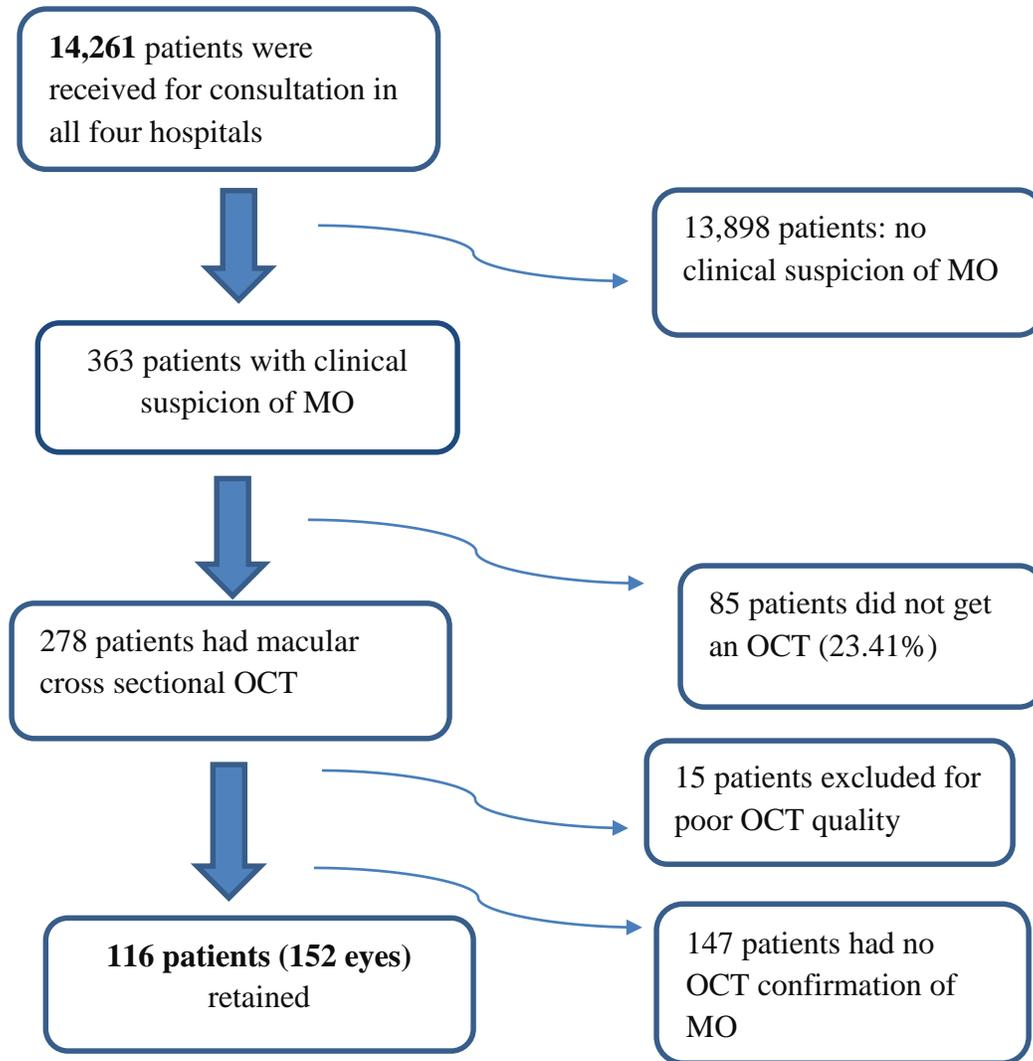 14,261 patients were
received for consultation in
all four hospitals
13,898 patients: no
clinical suspicion of MO
363 patients with clinical
suspicion of MO
85 patients did not get
an OCT (23.41%)
278 patients had macular
cross sectional OCT
15 patients excluded for
poor OCT quality
147 patients had no
OCT confirmation of
MO
116 patients (152 eyes)
retained